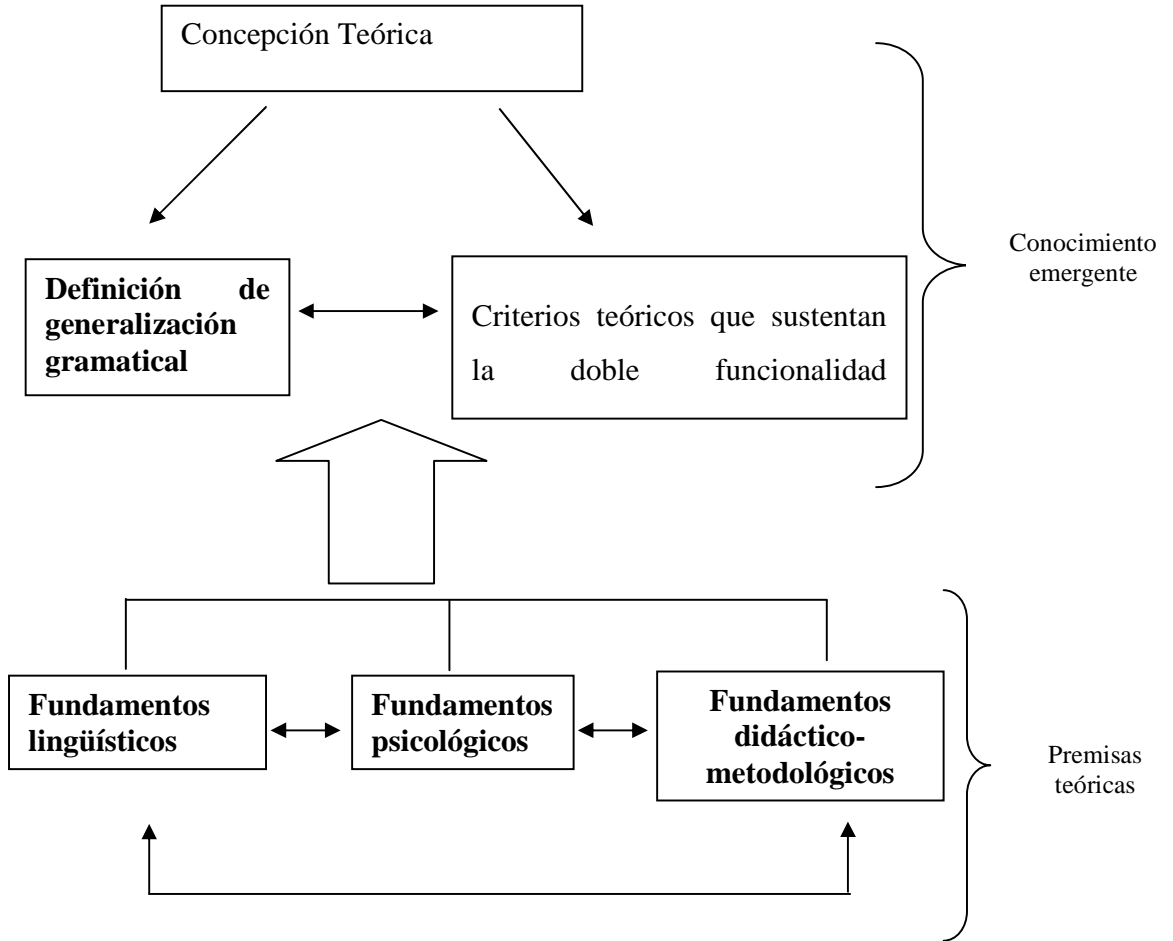 Concepción Teórica
Definición de
generalización
gramatical
Criterios teóricos que sustentan
la doble funcionalidad
Conocimiento
emergente
Fundamentos
lingüísticos
Fundamentos
psicológicos
Fundamentos
didáctico-
metodológicos
Premisas
teóricas